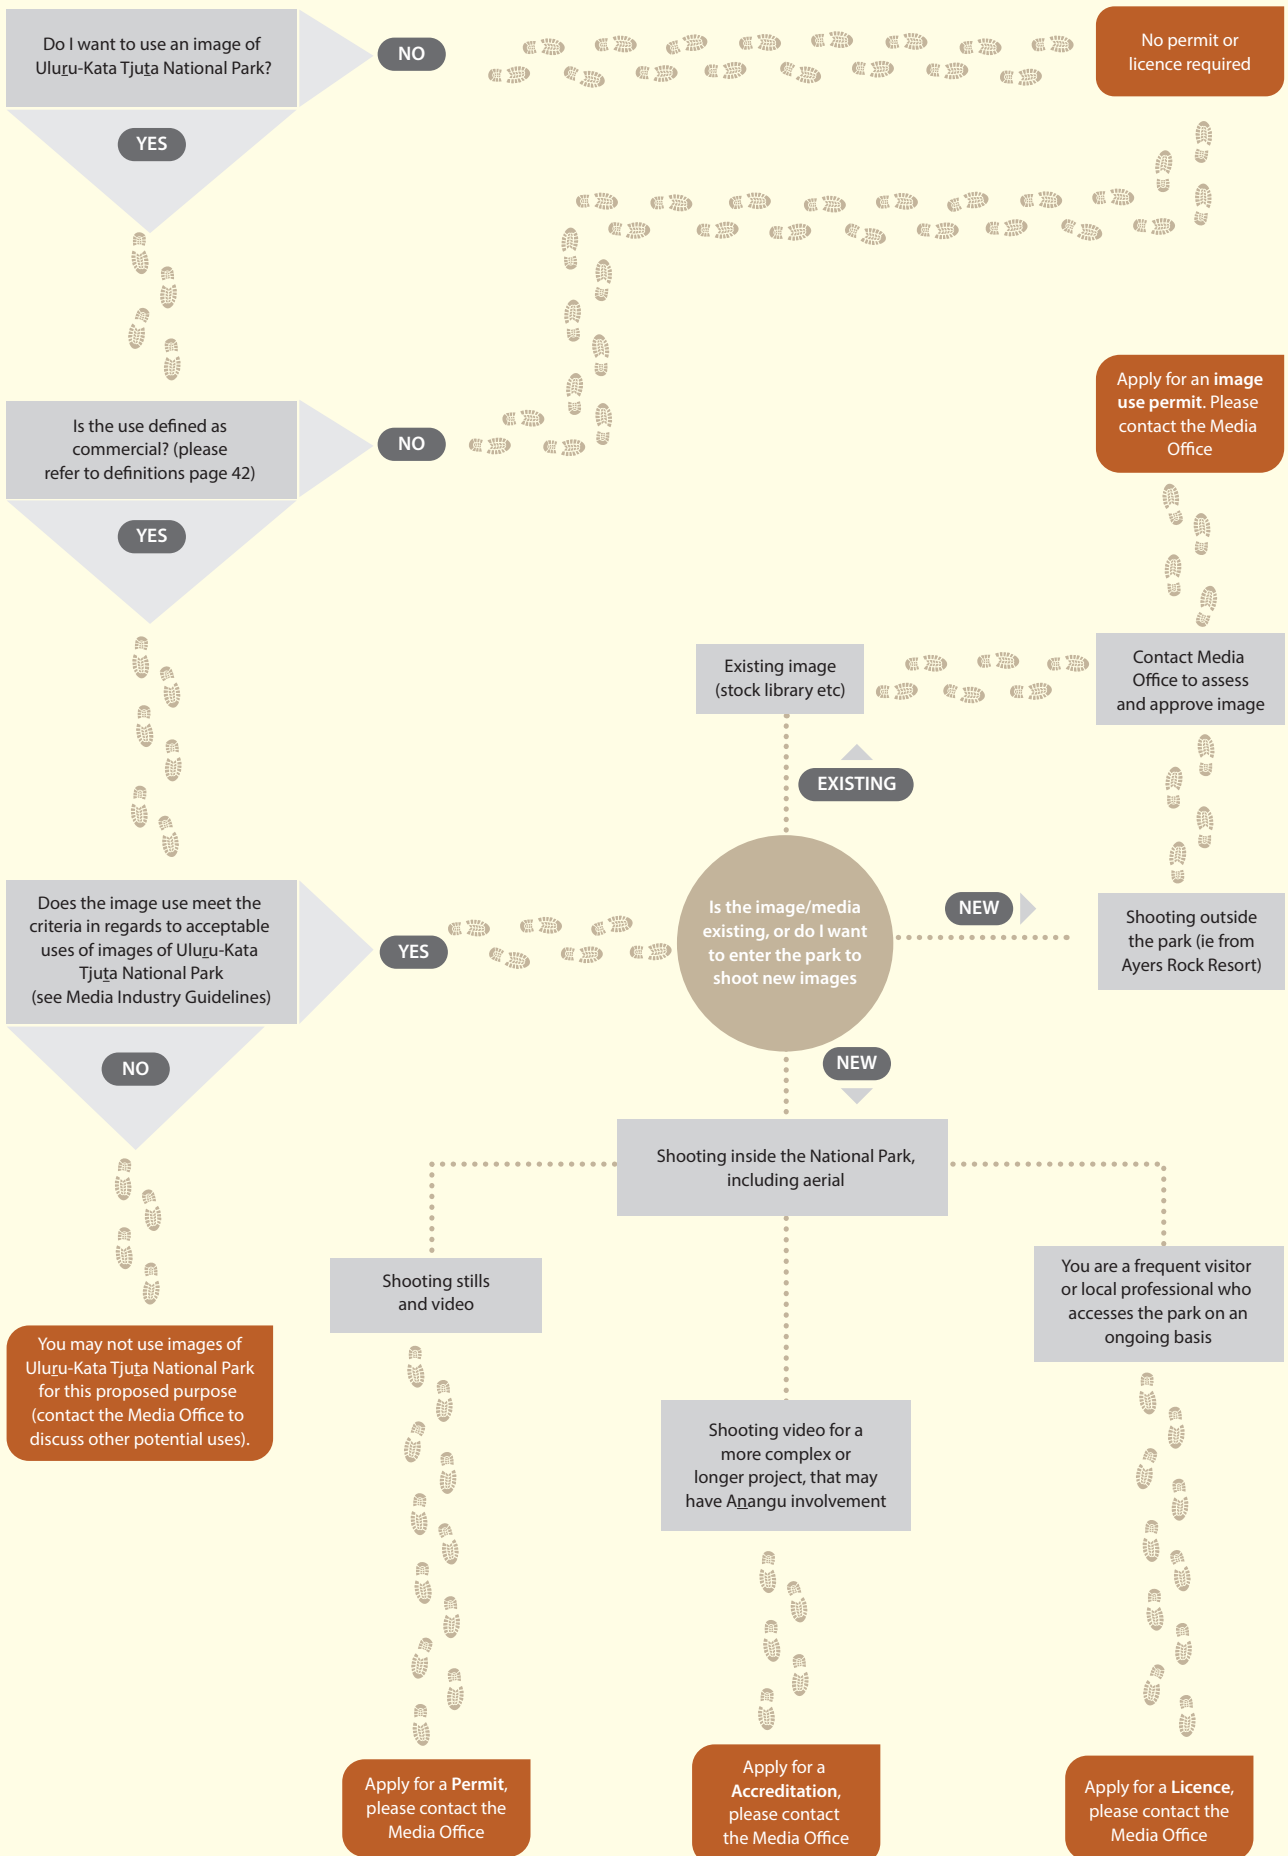 Do I want to use an image of
Uluṟu-Kata Tjuṯa National Park?
NO
No permit or
licence required
YES
Is the use defined as
commercial? (please
refer to definitions page 42)
NO
Apply for an image
use permit. Please
contact the Media
Office
YES
Existing image
(stock library etc)
Contact Media
Office to assess
and approve image
EXISTING
Does the image use meet the
criteria in regards to acceptable
uses of images of Uluṟu-Kata
Tjuṯa National Park
(see Media Industry Guidelines)
YES
Is the image/media
existing, or do I want
to enter the park to
shoot new images
NEW
Shooting outside
the park (ie from
Ayers Rock Resort)
NO
NEW
Shooting inside the National Park,
including aerial
Shooting stills
and video
You are a frequent visitor
or local professional who
accesses the park on an
ongoing basis
You may not use images of
Uluṟu-Kata Tjuṯa National Park
for this proposed purpose
(contact the Media Office to
discuss other potential uses).
Shooting video for a
more complex or
longer project, that may
have Aṉangu involvement
Apply for a Permit,
please contact the
Media Office
Apply for a
Accreditation,
please contact
the Media Office
Apply for a Licence,
please contact the
Media Office